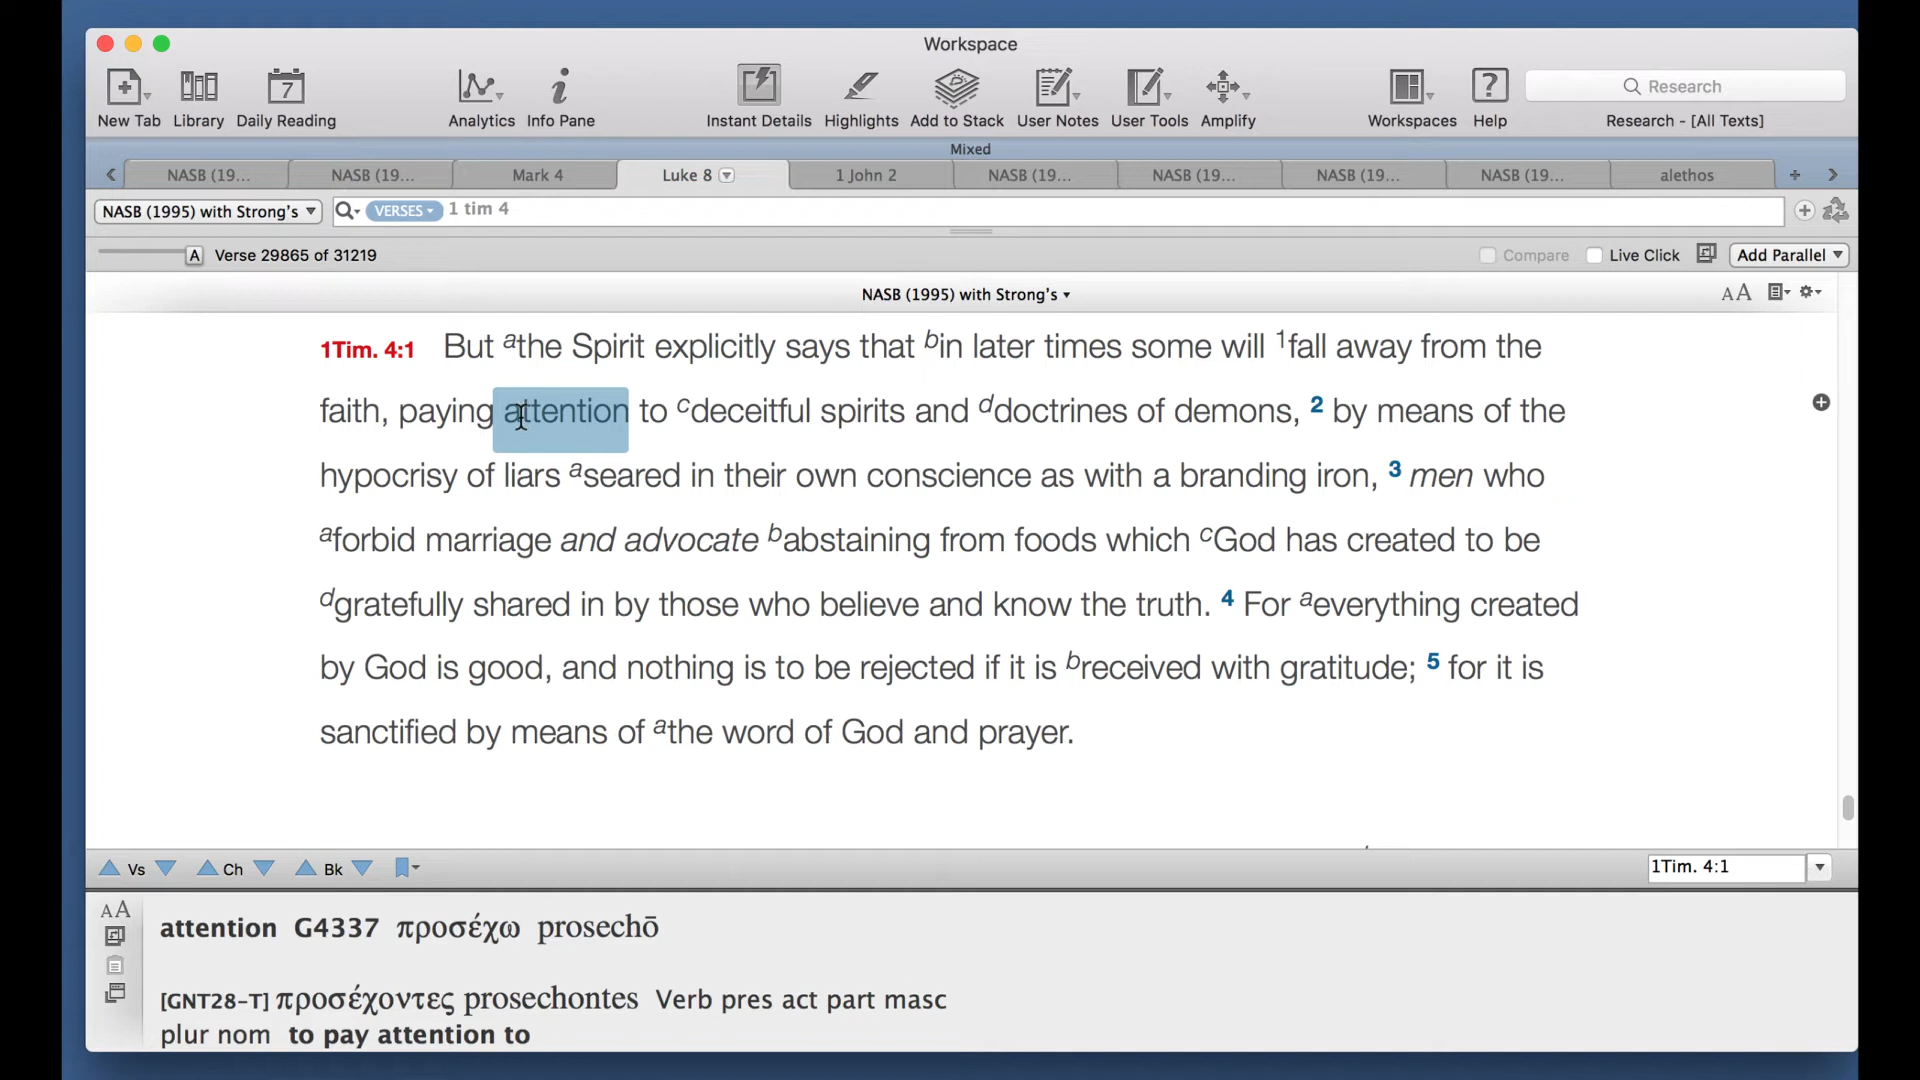 Workspace
New Tab Library Daily Reading Analytics Info Pane Instant Details Highlights Add to Stack User Notes User Tools Amplify Workspaces Help Research
7
Research - [All Texts]
Mixed
NASB (19... NASB (19... Mark 4 Luke 8 1 John 2 NASB (19... NASB (19... NASB (19... NASB (19... alethos
NASB (1995) with Strong's VERSES 1 tim 4
A Verse 29865 of 31219 Compare Live Click Add Parallel
NASB (1995) with Strong's AA
1Tim. 4:1 But athe Spirit explicitly says that bin later times some will 1fall away from the
faith, paying attention to cdeceitful spirits and ddoctrines of demons, 2 by means of the
hypocrisy of liars aseared in their own conscience as with a branding iron, 3 men who
aforbid marriage and advocate babstaining from foods which cGod has created to be
dgratefully shared in by those who believe and know the truth. 4 For aeverything created
by God is good, and nothing is to be rejected if it is breceived with gratitude; 5 for it is
sanctified by means of athe word of God and prayer.
Vs Ch Bk 1Tim. 4:1
AA
attention G4337 προσέχω prosechō
[GNT28-T] προσέχοντες prosechontes Verb pres act part masc
plur nom to pay attention to